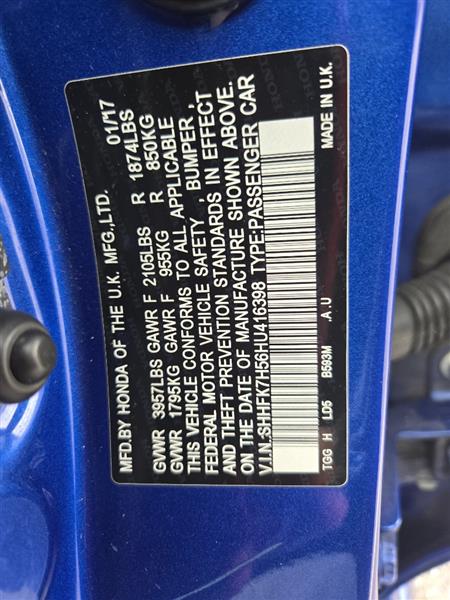 MFD.BY HONDA OF THE U.K. MFG.,LTD. 01/17
GVWR 3957LBS GAWR F 2105LBS R 1874LBS
GVWR 1795KG GAWR F 955KG R 850KG
THIS VEHICLE CONFORMS TO ALL APPLICABLE
FEDERAL MOTOR VEHICLE SAFETY , BUMPER ,
AND THEFT PREVENTION STANDARDS IN EFFECT
ON THE DATE OF MANUFACTURE SHOWN ABOVE.
V.I.N.:SHHFK7H56HU416398 TYPE:PASSENGER CAR
TGG H LD5 B593M .A U MADE IN U.K.